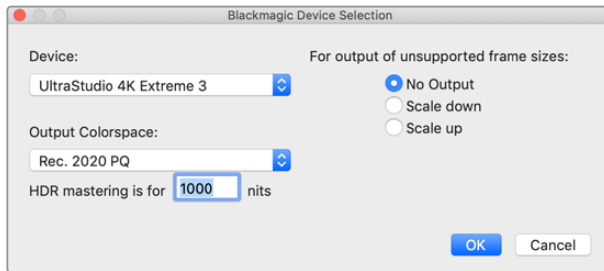 Blackmagic Device Selection
Device:
UltraStudio 4K Extreme 3
Output Colorspace:
Rec. 2020 PQ
HDR mastering is for 1000 nits
For output of unsupported frame sizes:
No Output
Scale down
Scale up
OK Cancel